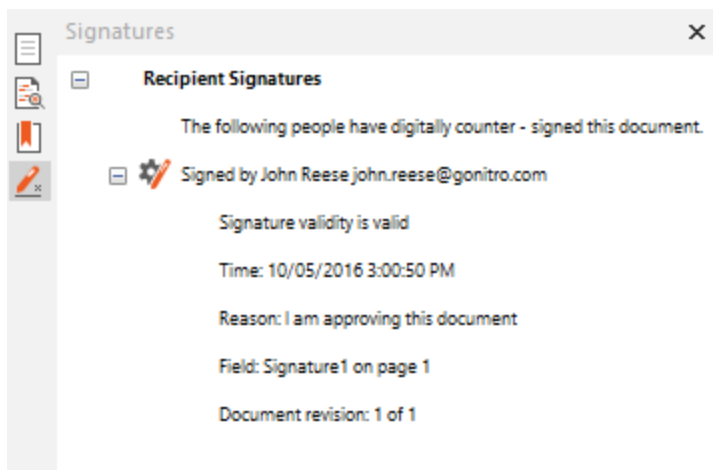 Signatures
Recipient Signatures
The following people have digitally counter - signed this document.
Signed by John Reese john.reese@gonitro.com
Signature validity is valid
Time: 10/05/2016 3:00:50 PM
Reason: I am approving this document
Field: Signature1 on page 1
Document revision: 1 of 1